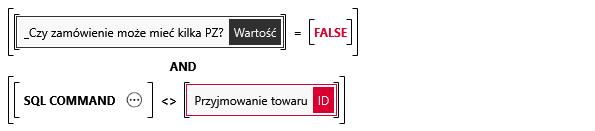 _Czy zamówienie może mieć kilka PZ? Wartość = FALSE
AND
SQL COMMAND ... <> Przyjmowanie towaru ID